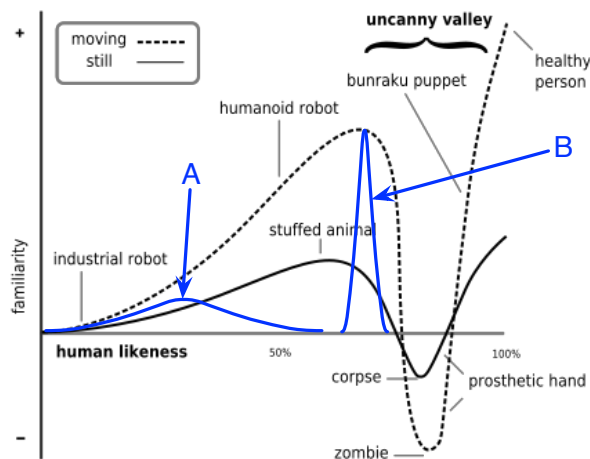 +
uncanny valley
moving
still
healthy
person
bunraku puppet
humanoid robot
B
A
stuffed animal
industrial robot
familiarity
human likeness
50%
100%
corpse
prosthetic hand
–
zombie